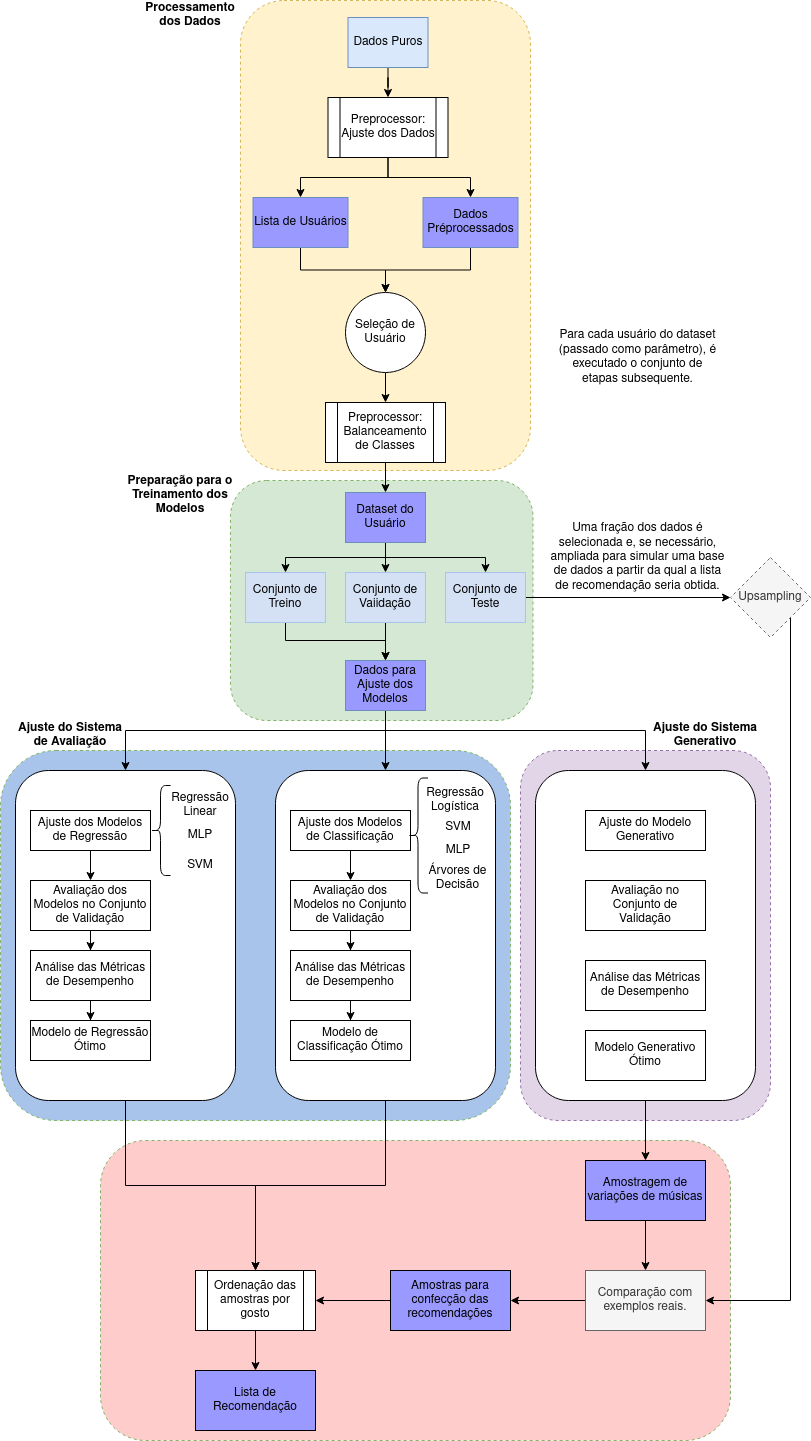 Processamento
dos Dados
Dados Puros
Preprocessor:
Ajuste dos Dados
Lista de Usuários
Dados
Préprocessados
Seleção de
Usuário
Para cada usuário do dataset
(passado como parâmetro), é
executado o conjunto de
etapas subsequente.
Preprocessor:
Balanceamento
de Classes
Preparação para o
Treinamento dos
Modelos
Dataset do
Usuário
Uma fração dos dados é
selecionada e, se necessário,
ampliada para simular uma base
de dados a partir da qual a lista
de recomendação seria obtida.
Conjunto de
Treino
Conjunto de
Validação
Conjunto de
Teste
Upsampling
Dados para
Ajuste dos
Modelos
Ajuste do Sistema
de Avaliação
Ajuste do Sistema
Generativo
Ajuste dos Modelos
de Regressão
Regressão
Linear
MLP
SVM
Avaliação dos
Modelos no Conjunto
de Validação
Análise das Métricas
de Desempenho
Modelo de Regressão
Ótimo
Ajuste dos Modelos
de Classificação
Regressão
Logística
SVM
MLP
Árvores de
Decisão
Avaliação dos
Modelos no Conjunto
de Validação
Análise das Métricas
de Desempenho
Modelo de
Classificação Ótimo
Ajuste do Modelo
Generativo
Avaliação no
Conjunto de
Validação
Análise das Métricas
de Desempenho
Modelo Generativo
Ótimo
Amostragem de
variações de músicas
Ordenação das
amostras por
gosto
Amostras para
confecção das
recomendações
Comparação com
exemplos reais.
Lista de
Recomendação